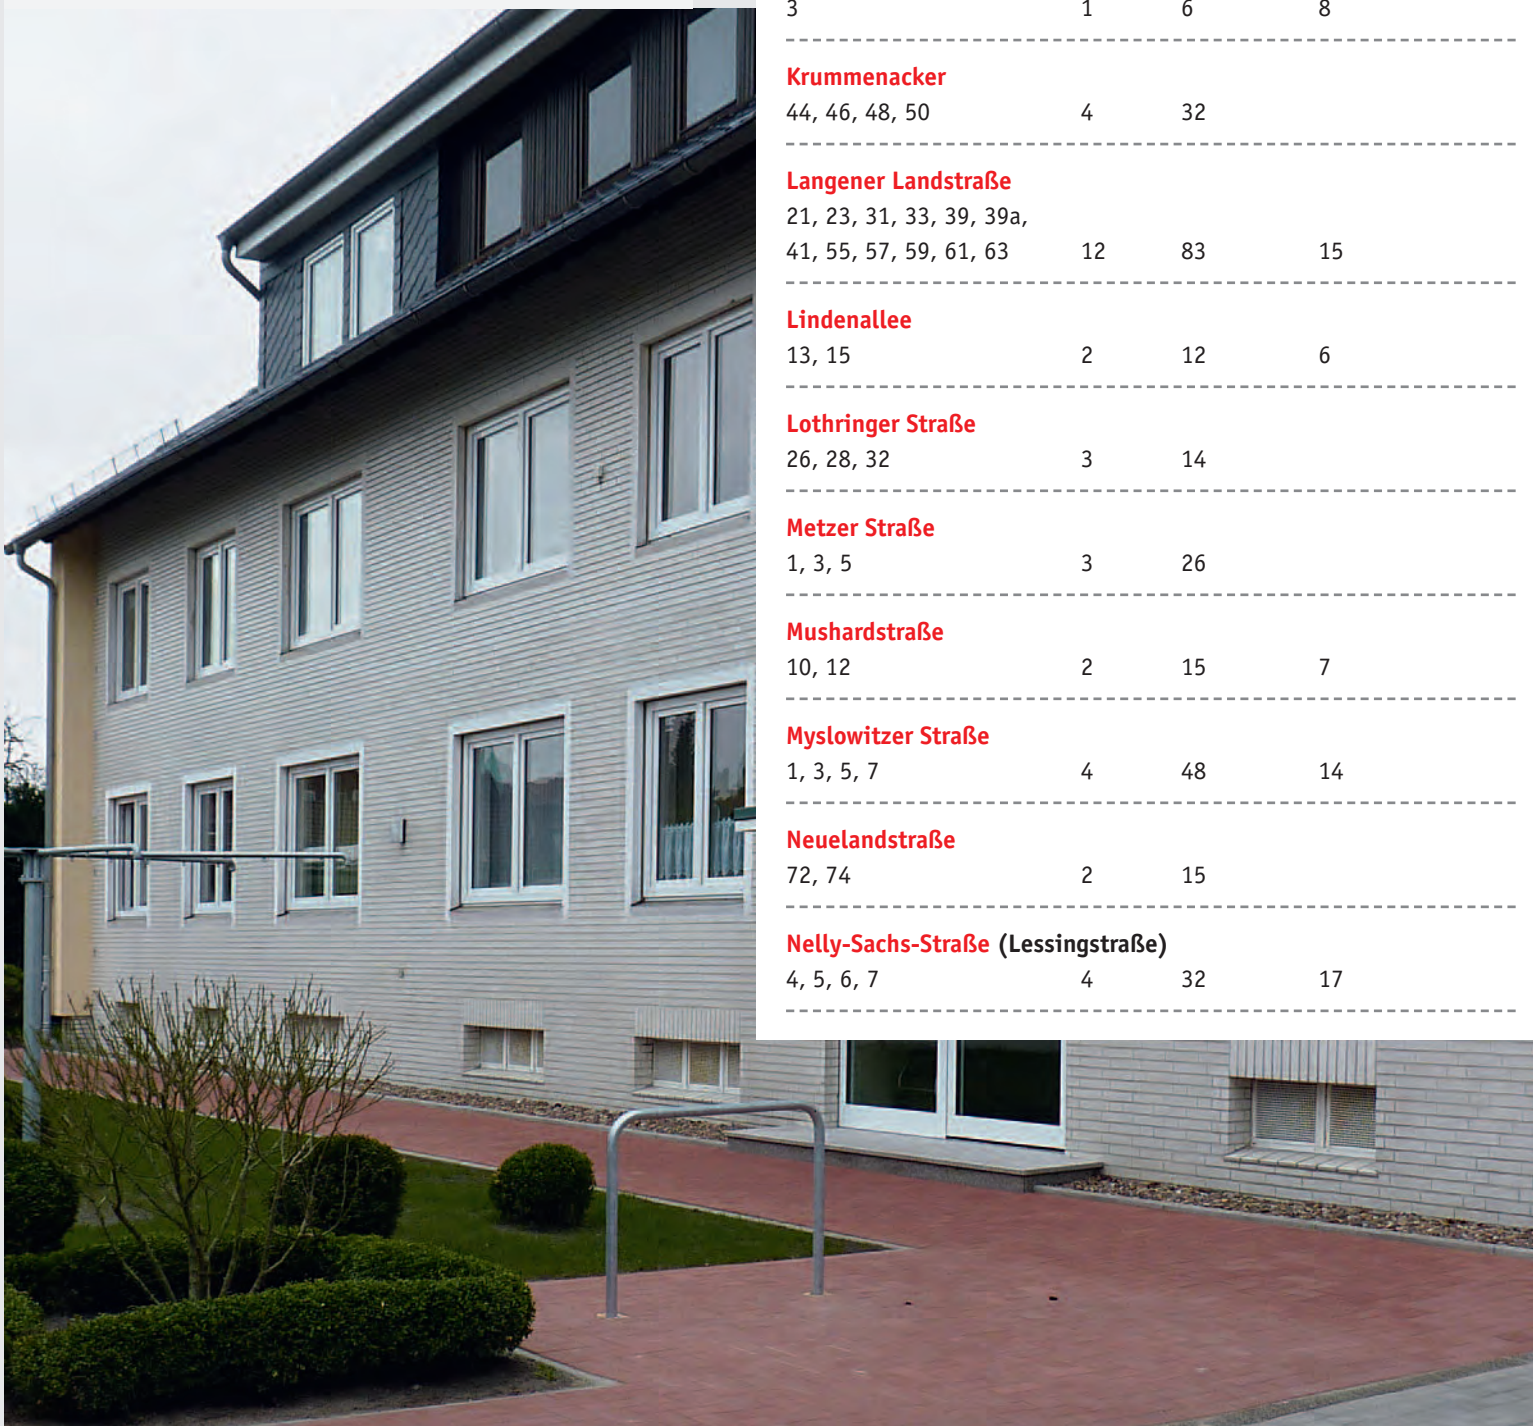 3 1 6 8
Krummenacker
44, 46, 48, 50 4 32
Langener Landstraße
21, 23, 31, 33, 39, 39a,
41, 55, 57, 59, 61, 63 12 83 15
Lindenallee
13, 15 2 12 6
Lothringer Straße
26, 28, 32 3 14
Metzer Straße
1, 3, 5 3 26
Mushardstraße
10, 12 2 15 7
Myslowitzer Straße
1, 3, 5, 7 4 48 14
Neuelandstraße
72, 74 2 15
Nelly-Sachs-Straße (Lessingstraße)
4, 5, 6, 7 4 32 17